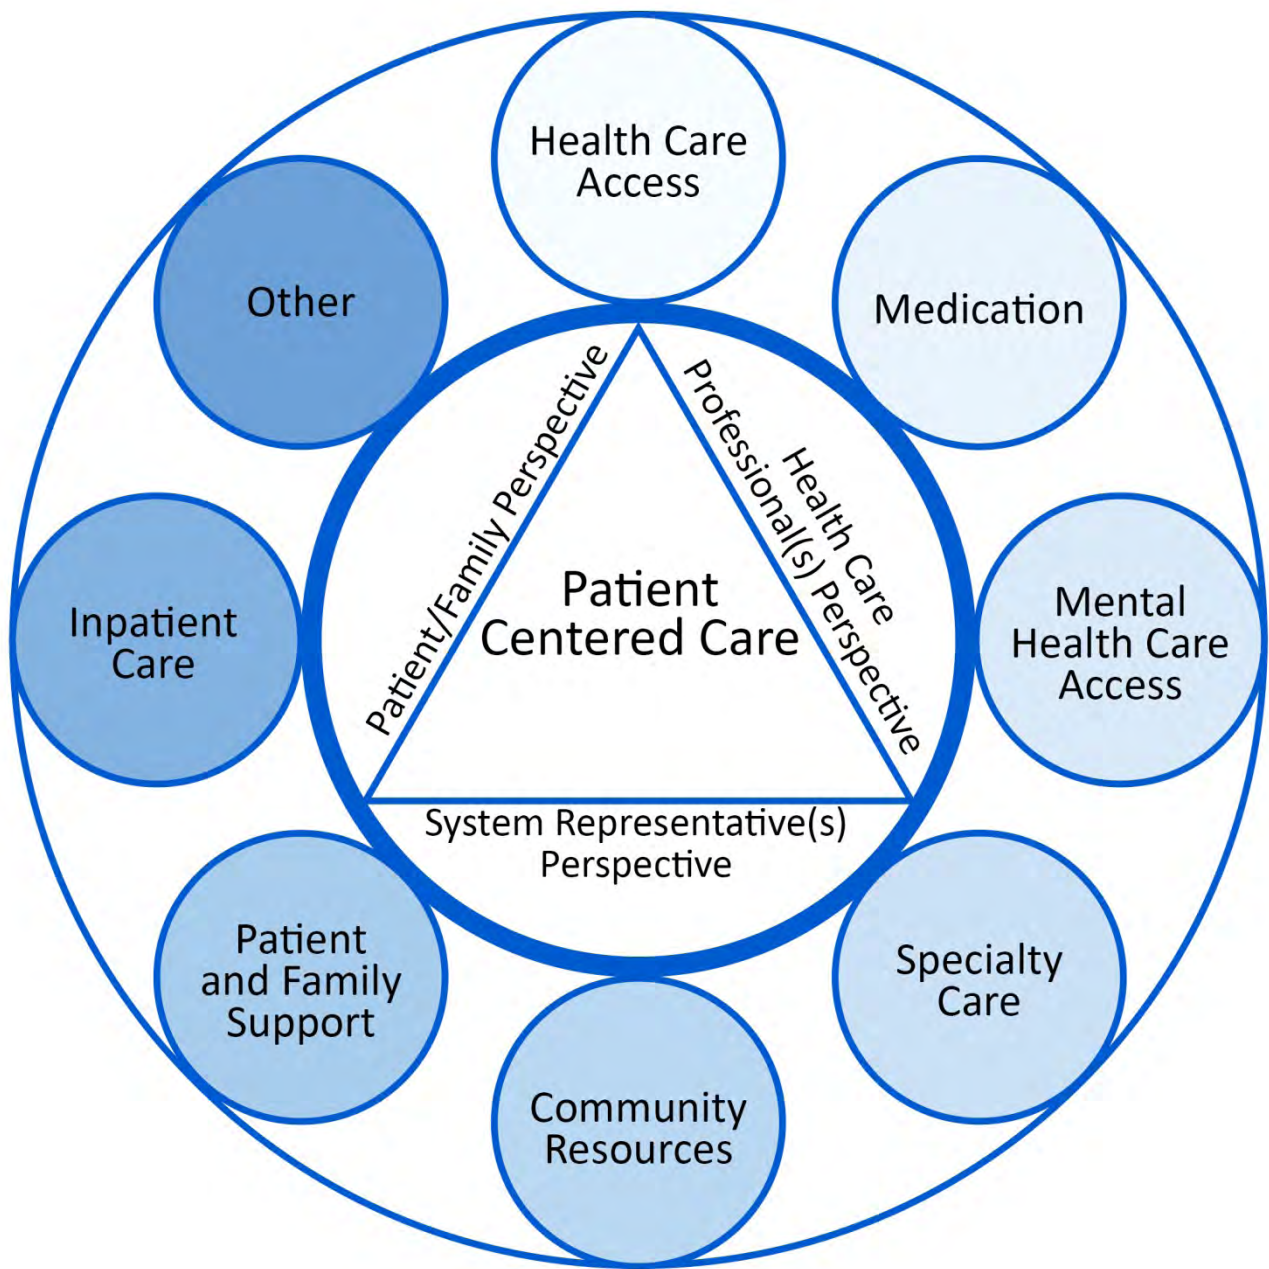 Health Care
Access
Medication
Mental
Health Care
Access
Specialty
Care
Community
Resources
Patient
and Family
Support
Inpatient
Care
Other
Patient/Family Perspective
Health Care
Professional(s) Perspective
Patient
Centered Care
System Representative(s)
Perspective